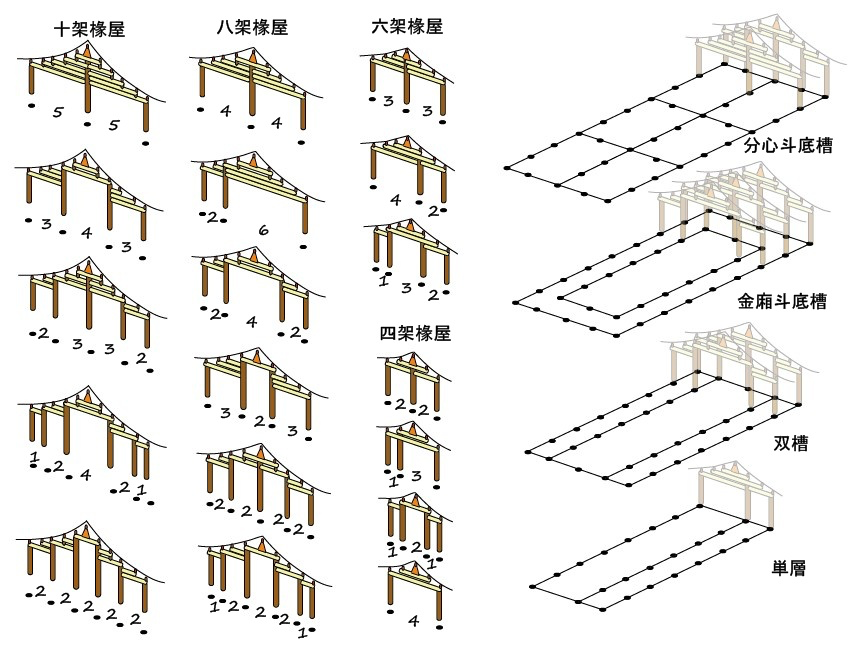 十架椽屋
5 5
3 4 3
2 3 3 2
1 2 4 2 1
2 2 2 2 2
八架椽屋
4 4
2 6
2 4 2
3 2 3
2 2 2 2
1 2 2 2 1
六架椽屋
3 3
4 2
1 3 2
四架椽屋
2 2
1 3
1 2 1
4
分心斗底槽
金廂斗底槽
双槽
単層